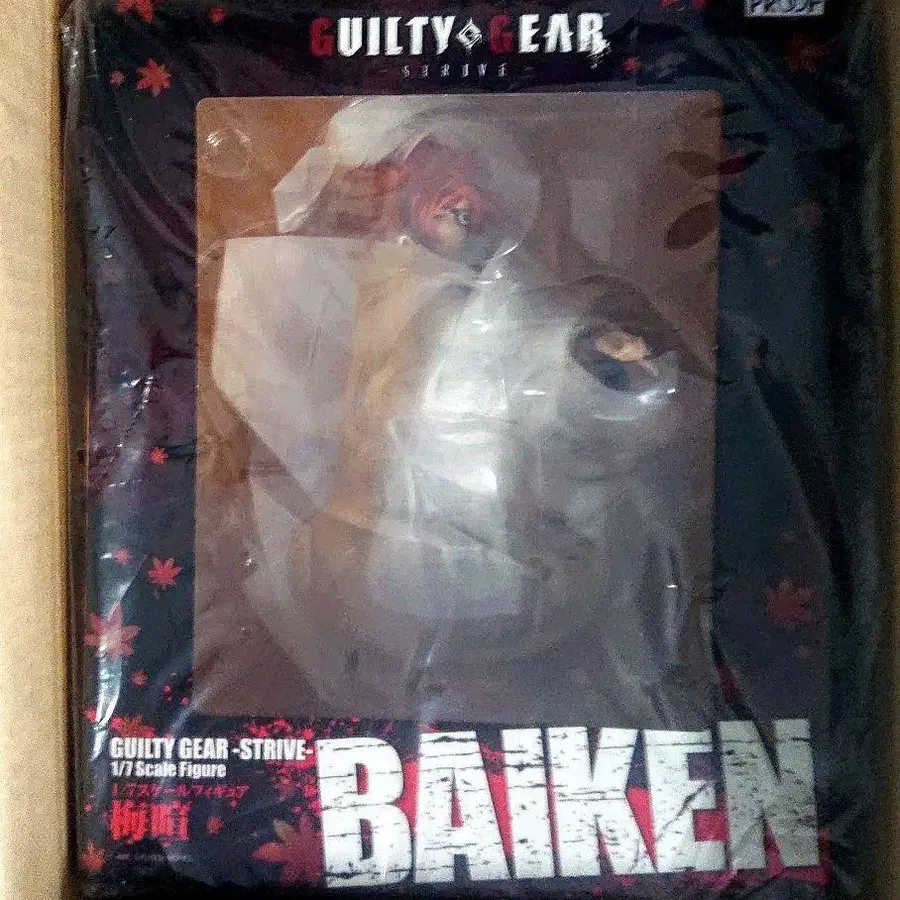 PROOF
GUILTY GEAR
-STRIVE-
GUILTY GEAR -STRIVE-
1/7 Scale Figure
1/7スケールフィギュア
梅喧
BAIKEN